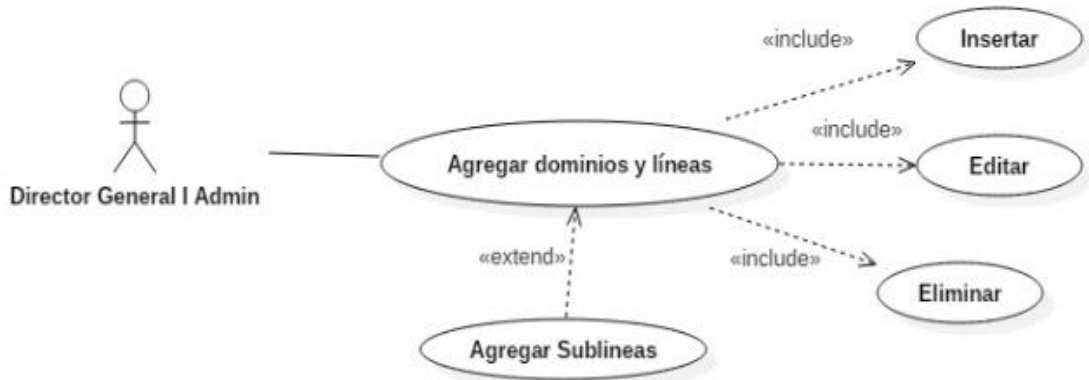 «include»
Insertar
«include»
Editar
Agregar dominios y líneas
Director General I Admin
«extend»
«include»
Eliminar
Agregar Sublineas